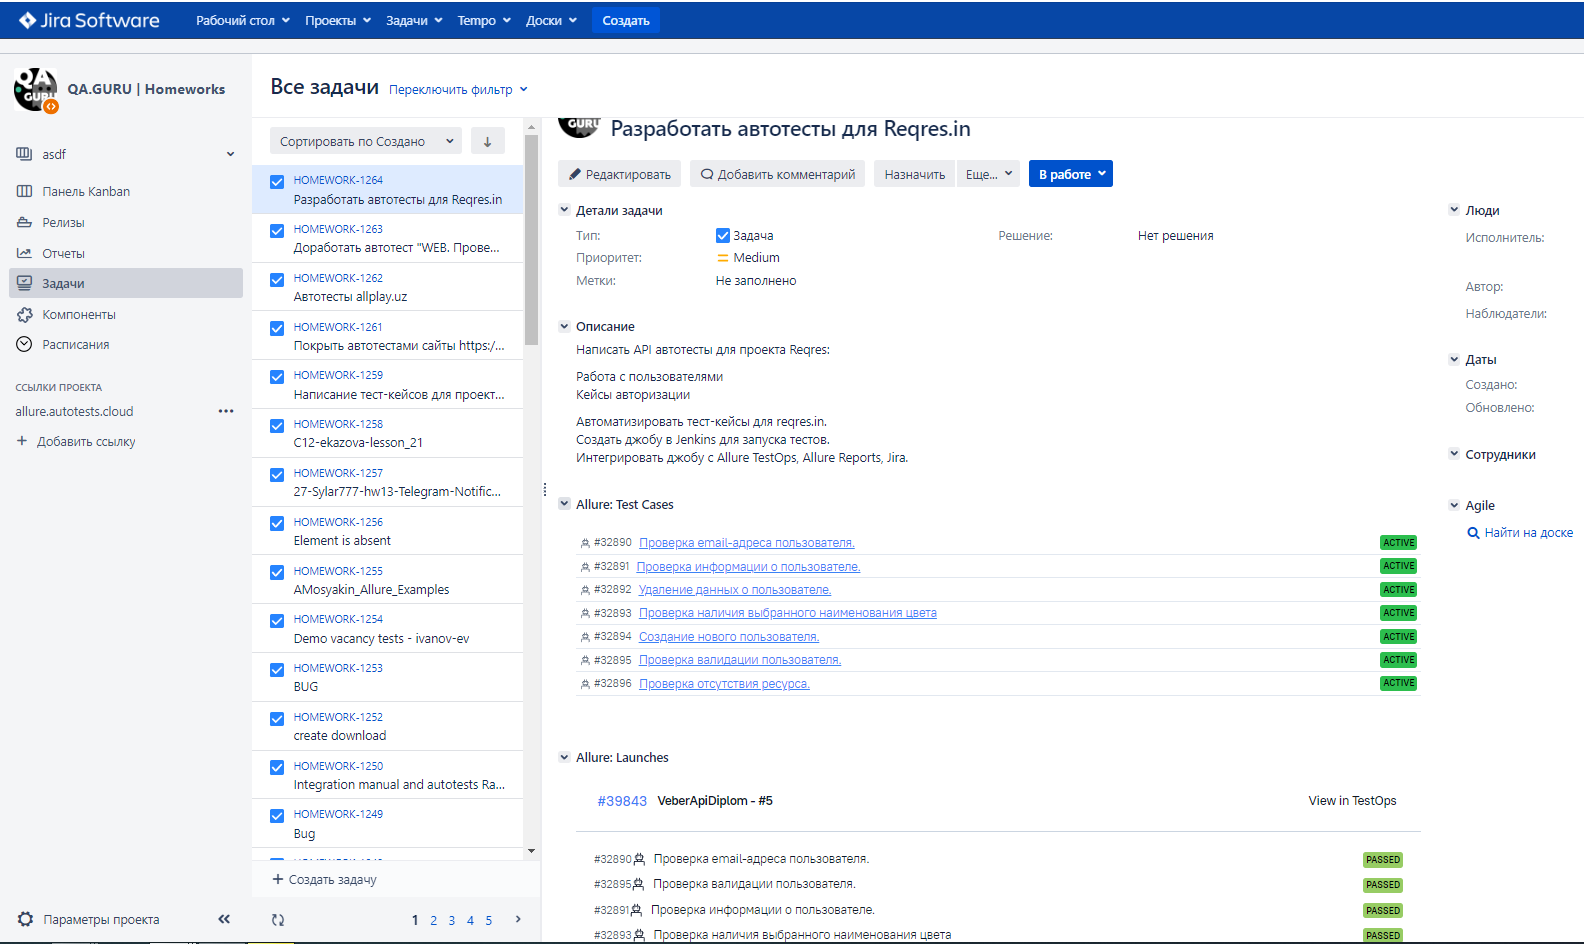 Jira Software
Рабочий стол
Проекты
Задачи
Tempo
Доски
Создать
QA GURU
QA.GURU | Homeworks
asdf
Панель Kanban
Релизы
Отчеты
Задачи
Компоненты
Расписания
ССЫЛКИ ПРОЕКТА
allure.autotests.cloud
Добавить ссылку
Параметры проекта
Все задачи
Переключить фильтр
Сортировать по Создано
HOMEWORK-1264
Разработать автотесты для Reqres.in
HOMEWORK-1263
Доработать автотест "WEB. Прове...
HOMEWORK-1262
Автотесты allplay.uz
HOMEWORK-1261
Покрыть автотестами сайты https:/...
HOMEWORK-1259
Написание тест-кейсов для проект...
HOMEWORK-1258
C12-ekazova-lesson_21
HOMEWORK-1257
27-Sylar777-hw13-Telegram-Notific...
HOMEWORK-1256
Element is absent
HOMEWORK-1255
AMosyakin_Allure_Examples
HOMEWORK-1254
Demo vacancy tests - ivanov-ev
HOMEWORK-1253
BUG
HOMEWORK-1252
create download
HOMEWORK-1250
Integration manual and autotests Ra...
HOMEWORK-1249
Bug
Создать задачу
1 2 3 4 5
GURU
Разработать автотесты для Reqres.in
Редактировать
Добавить комментарий
Назначить
Еще...
В работе
Детали задачи
Тип: Задача
Решение: Нет решения
Приоритет: Medium
Метки: Не заполнено
Описание
Написать API автотесты для проекта Reqres:
Работа с пользователями
Кейсы авторизации
Автоматизировать тест-кейсы для reqres.in.
Создать джобу в Jenkins для запуска тестов.
Интегрировать джобу с Allure TestOps, Allure Reports, Jira.
Allure: Test Cases
#32890 Проверка email-адреса пользователя. ACTIVE
#32891 Проверка информации о пользователе. ACTIVE
#32892 Удаление данных о пользователе. ACTIVE
#32893 Проверка наличия выбранного наименования цвета ACTIVE
#32894 Создание нового пользователя. ACTIVE
#32895 Проверка валидации пользователя. ACTIVE
#32896 Проверка отсутствия ресурса. ACTIVE
Allure: Launches
#39843 VeberApiDiplom - #5 View in TestOps
#32890 Проверка email-адреса пользователя. PASSED
#32895 Проверка валидации пользователя. PASSED
#32891 Проверка информации о пользователе. PASSED
#32893 Проверка наличия выбранного наименования цвета PASSED
Люди
Исполнитель:
Автор:
Наблюдатели:
Даты
Создано:
Обновлено:
Сотрудники
Agile
Найти на доске